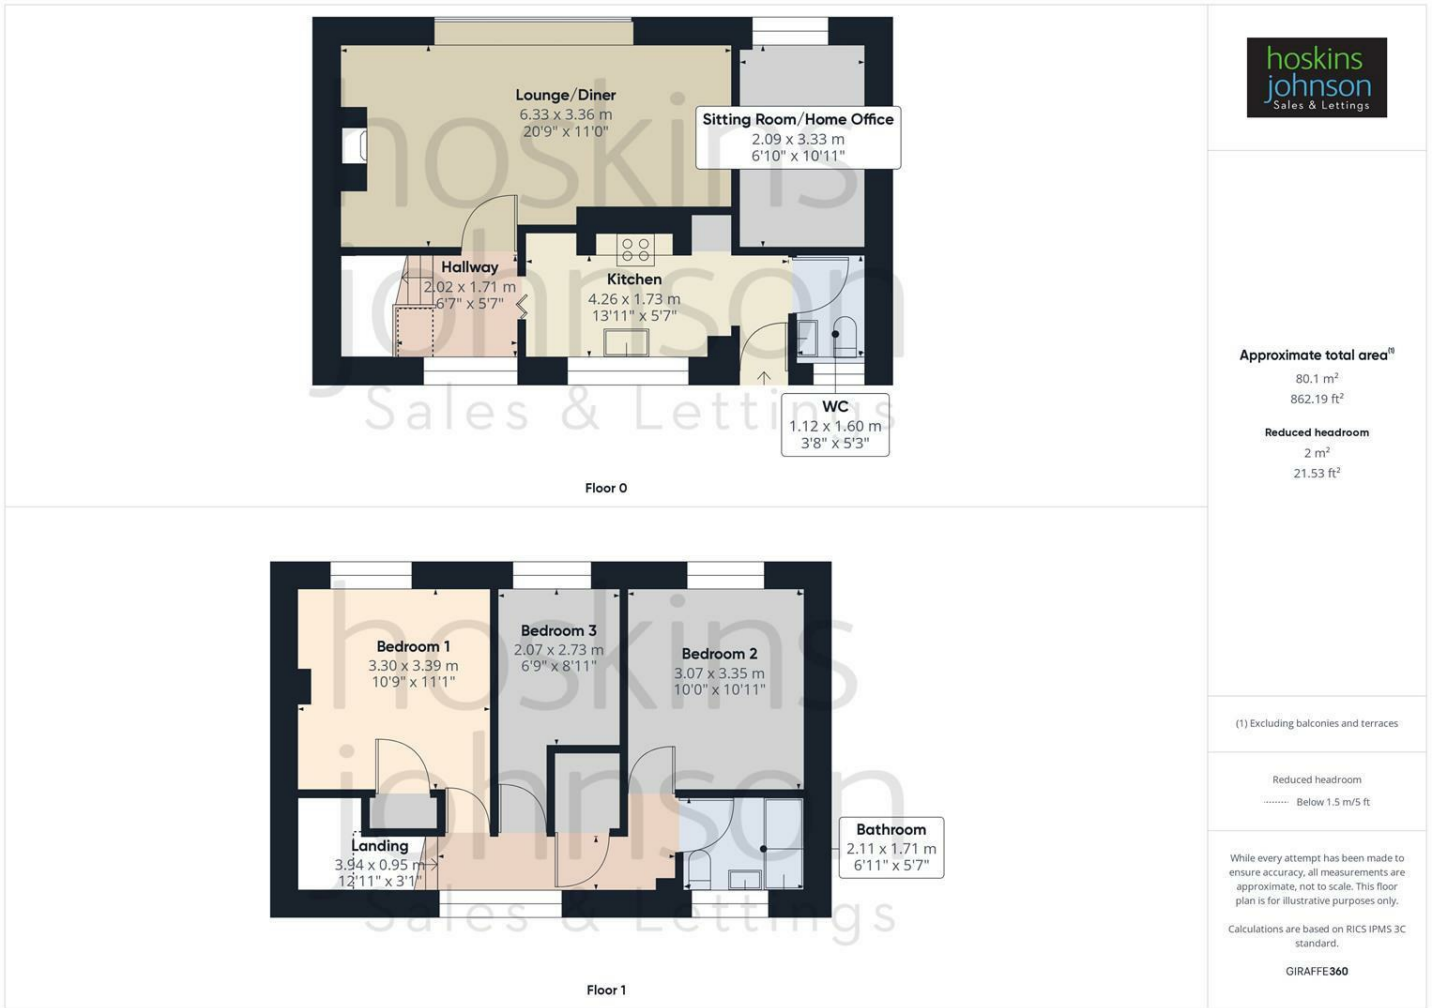 Lounge/Diner
6.33 x 3.36 m
20'9" x 11'0"
Sitting Room/Home Office
2.09 x 3.33 m
6'10" x 10'11"
Hallway
2.02 x 1.71 m
6'7" x 5'7"
Kitchen
4.26 x 1.73 m
13'11" x 5'7"
WC
1.12 x 1.60 m
3'8" x 5'3"
hoskins
johnson
Sales & Lettings
Floor 0
Bedroom 1
3.30 x 3.39 m
10'9" x 11'1"
Bedroom 3
2.07 x 2.73 m
6'9" x 8'11"
Bedroom 2
3.07 x 3.35 m
10'0" x 10'11"
Landing
3.94 x 0.95 m
12'11" x 3'1"
Bathroom
2.11 x 1.71 m
6'11" x 5'7"
hoskins
johnson
Sales & Lettings
Floor 1
hoskins
johnson
Sales & Lettings
Approximate total area(1)
80.1 m²
862.19 ft²
Reduced headroom
2 m²
21.53 ft²
(1) Excluding balconies and terraces
Reduced headroom
Below 1.5 m/5 ft
While every attempt has been made to
ensure accuracy, all measurements are
approximate, not to scale. This floor
plan is for illustrative purposes only.
Calculations are based on RICS IPMS 3C
standard.
GIRAFFE360